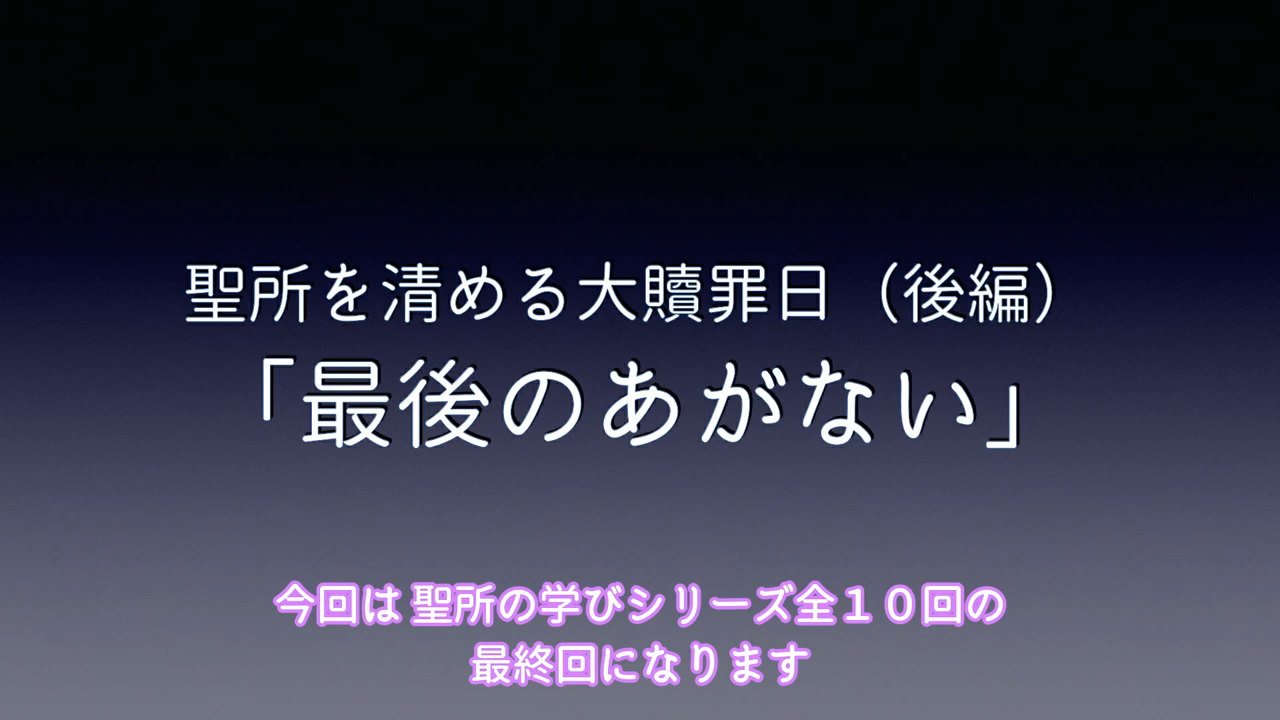 聖所を清める大贖罪日（後編）
「最後のあがない」
今回は 聖所の学びシリーズ全１０回の
最終回になります